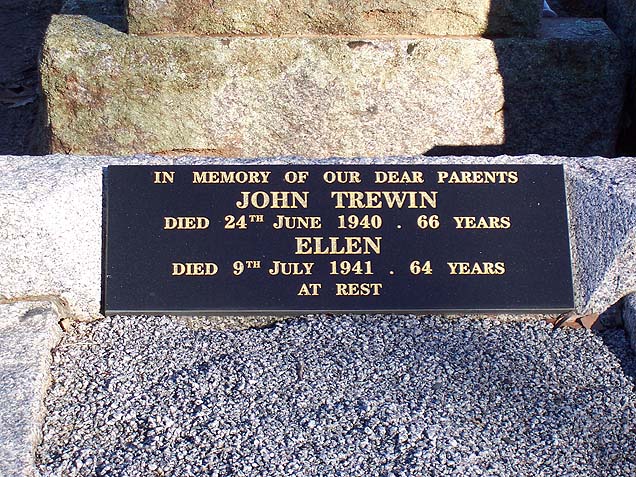 IN MEMORY OF OUR DEAR PARENTS
JOHN TREWIN
DIED 24TH JUNE 1940 . 66 YEARS
ELLEN
DIED 9TH JULY 1941 . 64 YEARS
AT REST